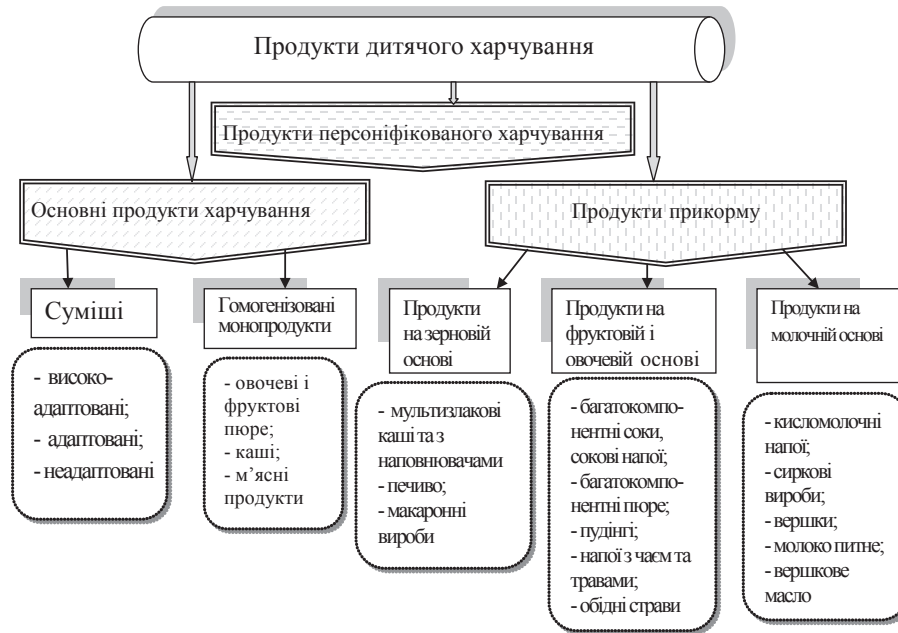 Продукти дитячого харчування
Продукти персоніфікованого харчування
Основні продукти харчування
Продукти прикорму
Суміші
- високо-
адаптовані;
- адаптовані;
- неадаптовані
Гомогенізовані
монопродукти
- овочеві і
фруктові
пюре;
- каші;
- м’ясні
продукти
Продукти
на зерновій
основі
- мультизлакові
каші та з
наповнювачами
- печиво;
- макаронні
вироби
Продукти на
фруктовій і
овочевій основі
- багатокомпо-
нентні соки,
сокові напої;
- багатокомпо-
нентні пюре;
- пудінгі;
- напої з чаєм та
травами;
- обідні страви
Продукти на
молочній основі
- кисломолочні
напої;
- сиркові
вироби;
- вершки;
- молоко питне;
- вершкове
масло